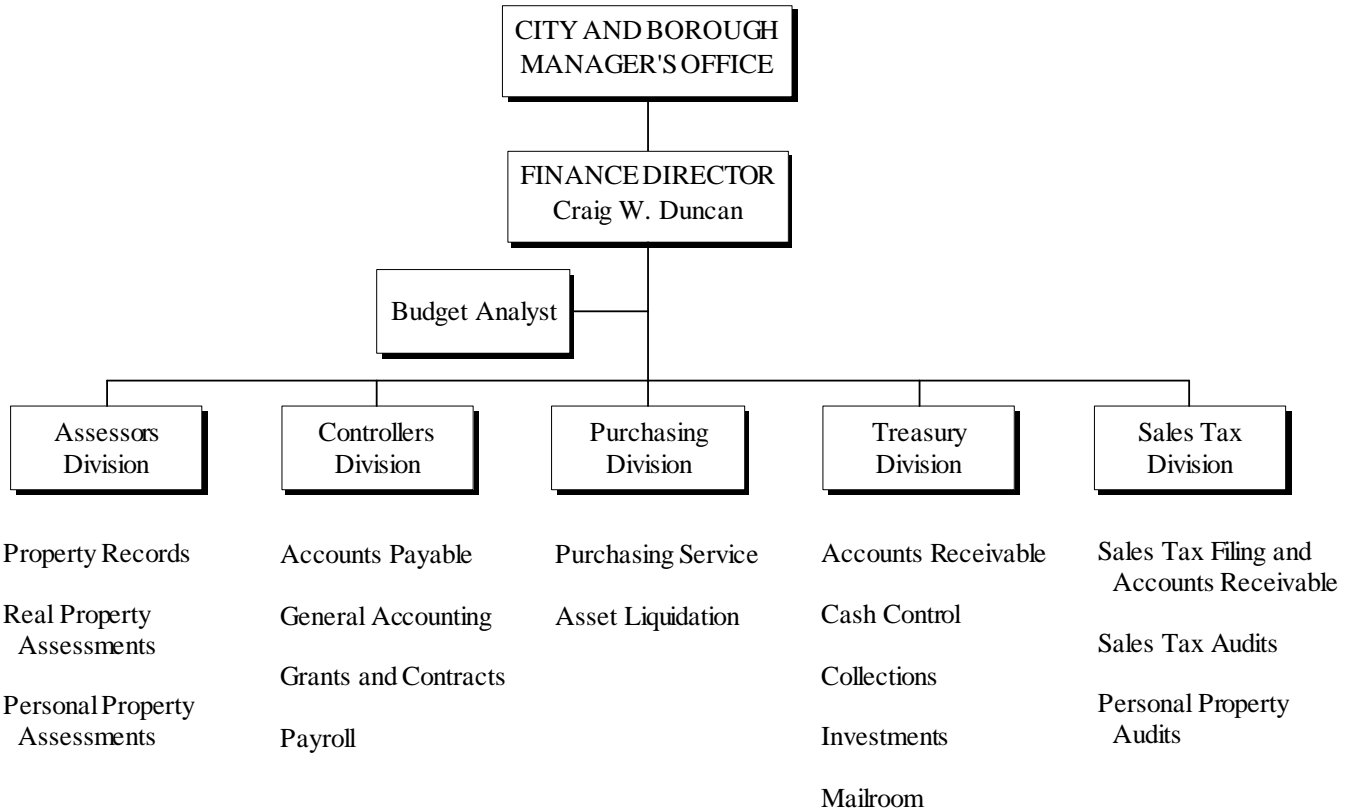 CITY AND BOROUGH
MANAGER'S OFFICE
FINANCE DIRECTOR
Craig W. Duncan
Budget Analyst
Assessors
Division
Controllers
Division
Purchasing
Division
Treasury
Division
Sales Tax
Division
Property Records
Real Property
Assessments
Personal Property
Assessments
Accounts Payable
General Accounting
Grants and Contracts
Payroll
Purchasing Service
Asset Liquidation
Accounts Receivable
Cash Control
Collections
Investments
Mailroom
Sales Tax Filing and
Accounts Receivable
Sales Tax Audits
Personal Property
Audits